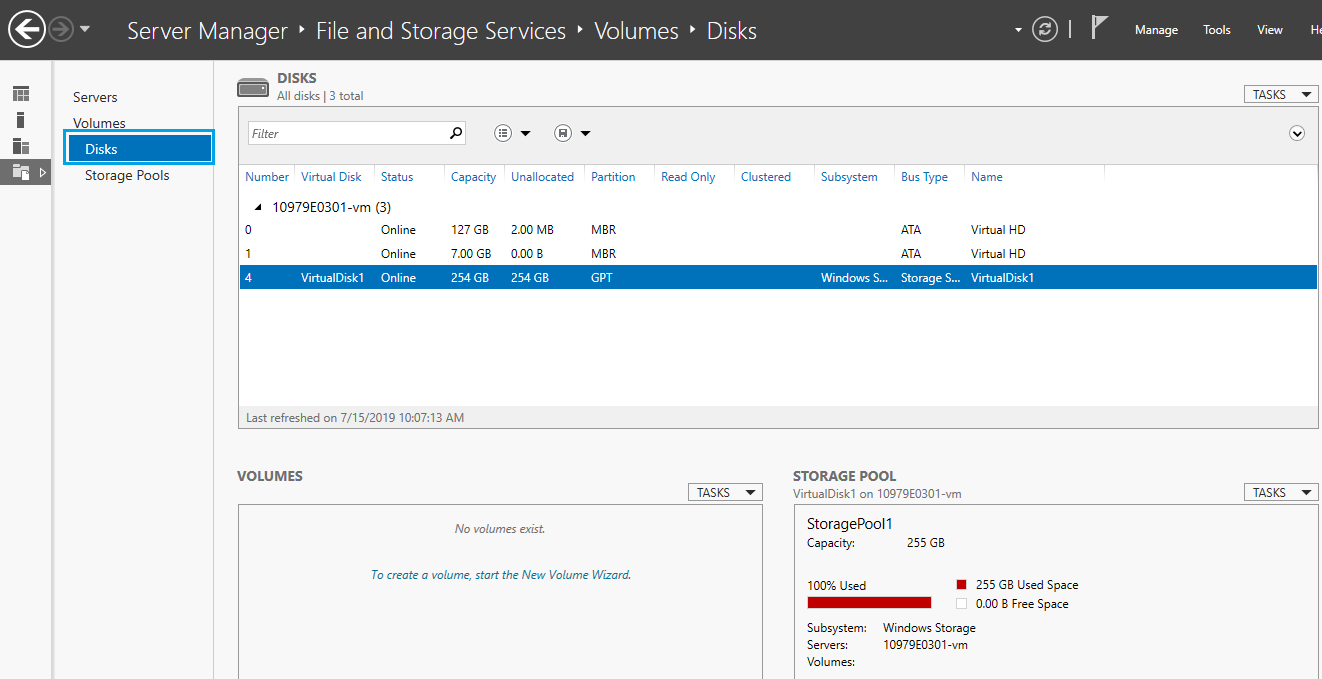 Server Manager ‣ File and Storage Services ‣ Volumes ‣ Disks
Manage Tools View He
Servers
Volumes
Disks
Storage Pools
DISKS
All disks | 3 total
TASKS
Filter
Number Virtual Disk Status Capacity Unallocated Partition Read Only Clustered Subsystem Bus Type Name
10979E0301-vm (3)
0 Online 127 GB 2.00 MB MBR ATA Virtual HD
1 Online 7.00 GB 0.00 B MBR ATA Virtual HD
4 VirtualDisk1 Online 254 GB 254 GB GPT Windows S... Storage S... VirtualDisk1
Last refreshed on 7/15/2019 10:07:13 AM
VOLUMES
TASKS
No volumes exist.
To create a volume, start the New Volume Wizard.
STORAGE POOL
VirtualDisk1 on 10979E0301-vm
TASKS
StoragePool1
Capacity: 255 GB
100% Used
255 GB Used Space
0.00 B Free Space
Subsystem: Windows Storage
Servers: 10979E0301-vm
Volumes: